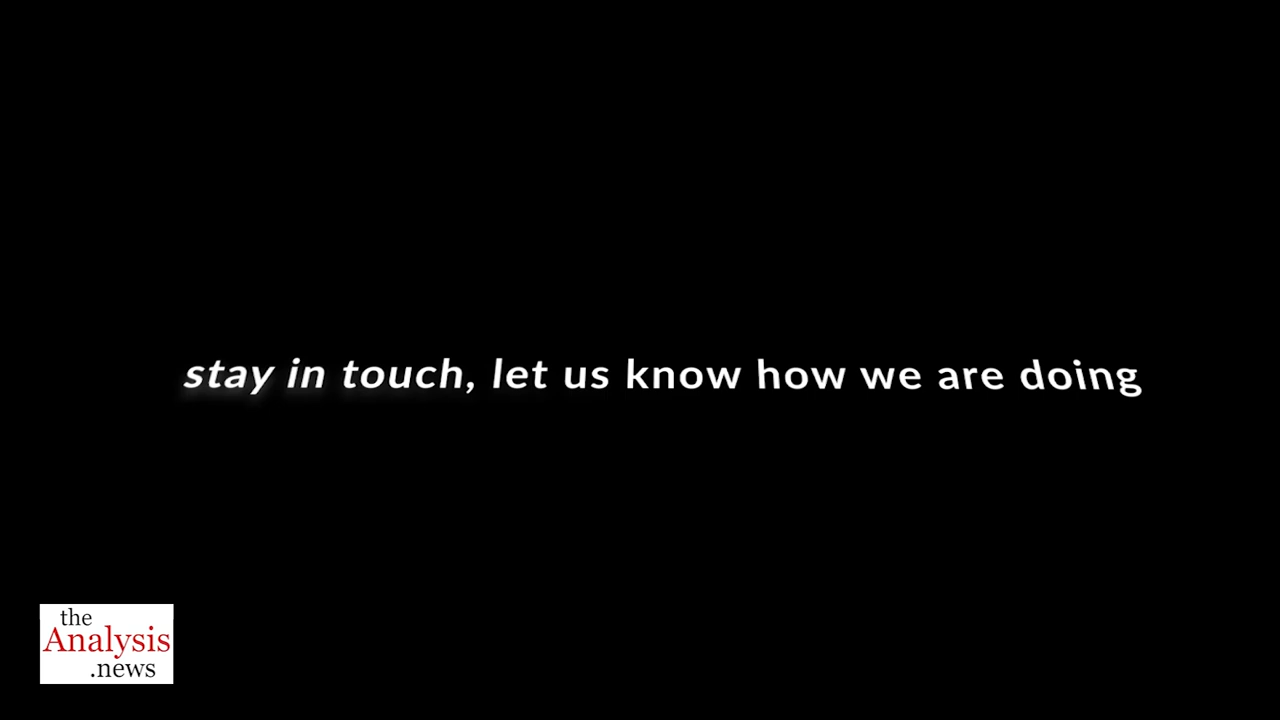 stay in touch, let us know how we are doing
the
Analysis
.news